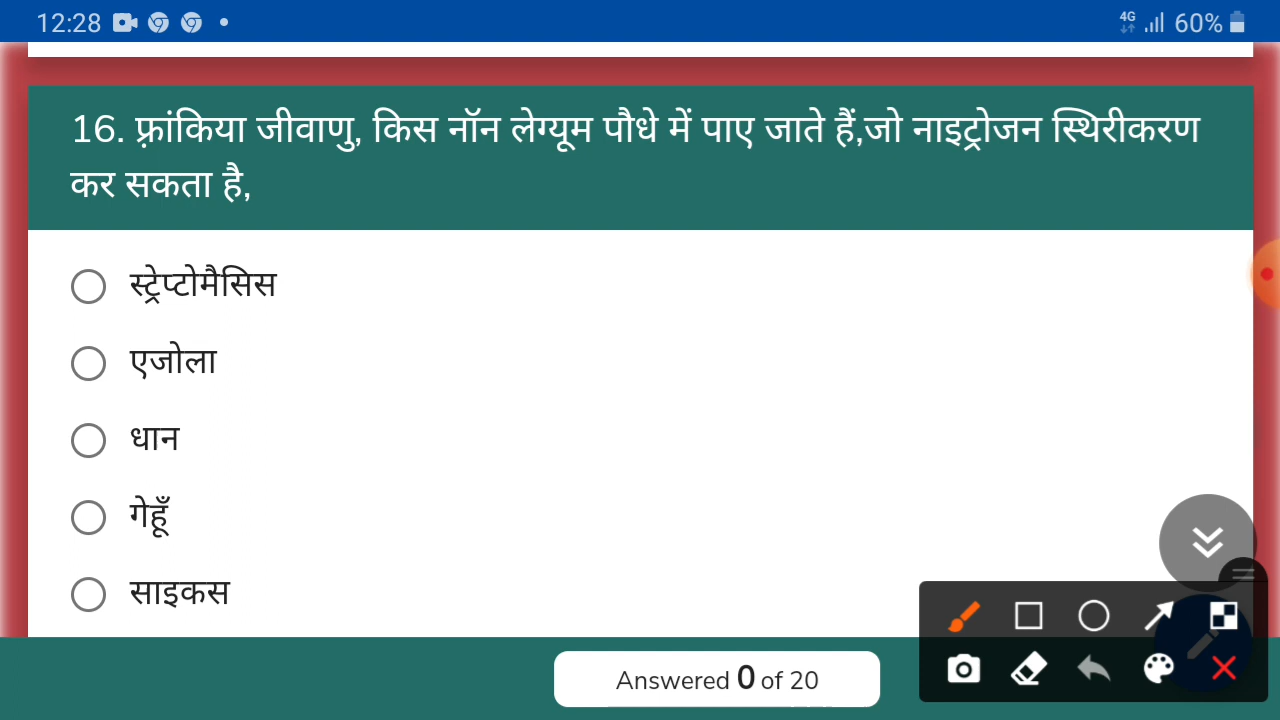 12:28
4G 60%
16. फ़्रांकिया जीवाणु, किस नॉन लेग्यूम पौधे में पाए जाते हैं,जो नाइट्रोजन स्थिरीकरण
कर सकता है,
स्ट्रेप्टोमैसिस
एजोला
धान
गेहूँ
साइकस
Answered 0 of 20